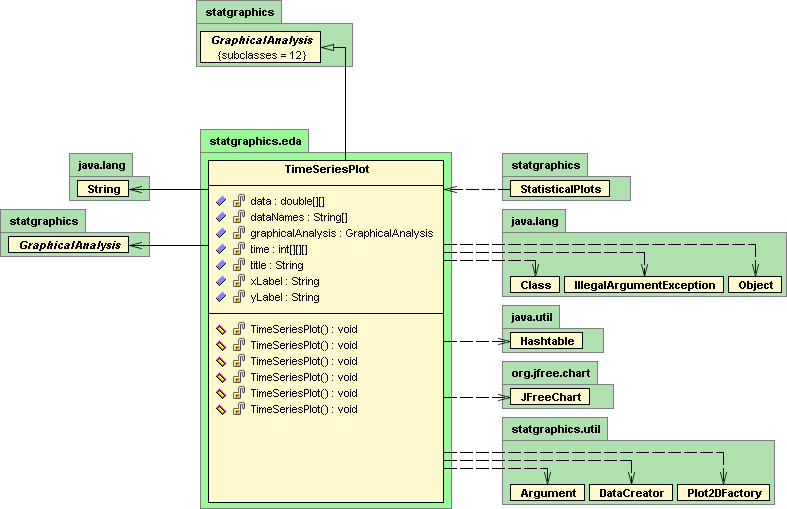 statgraphics
GraphicalAnalysis
{subclasses = 12}
statgraphics.eda
TimeSeriesPlot
java.lang
String
statgraphics
GraphicalAnalysis
data : double[][]
dataNames : String[]
graphicalAnalysis : GraphicalAnalysis
time : int[][][]
title : String
xLabel : String
yLabel : String
TimeSeriesPlot() : void
TimeSeriesPlot() : void
TimeSeriesPlot() : void
TimeSeriesPlot() : void
TimeSeriesPlot() : void
TimeSeriesPlot() : void
statgraphics
StatisticalPlots
java.lang
Class IllegalArgumentException Object
java.util
Hashtable
org.jfree.chart
JFreeChart
statgraphics.util
Argument DataCreator Plot2DFactory